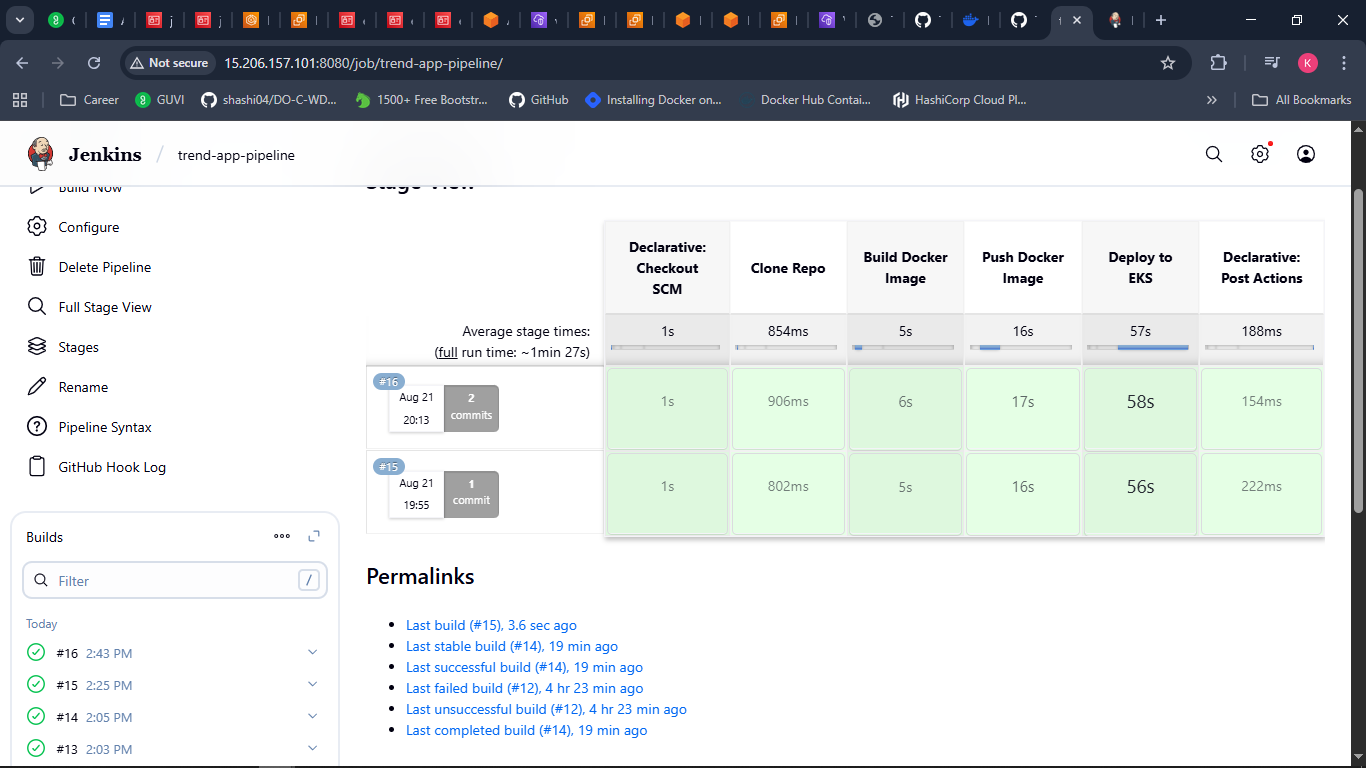 Not secure
15.206.157.101:8080/job/trend-app-pipeline/
K
Career
GUVI
shashi04/DO-C-WD...
1500+ Free Bootstr...
GitHub
Installing Docker on...
Docker Hub Contai...
HashiCorp Cloud Pl...
»
All Bookmarks
Jenkins / trend-app-pipeline
Build Now
Configure
Delete Pipeline
Full Stage View
Stages
Rename
Pipeline Syntax
GitHub Hook Log
Builds
Filter
/
Today
#16 2:43 PM
#15 2:25 PM
#14 2:05 PM
#13 2:03 PM
Stage View
Declarative:
Checkout
SCM
Clone Repo
Build Docker
Image
Push Docker
Image
Deploy to
EKS
Declarative:
Post Actions
Average stage times:
(full run time: ~1min 27s)
1s 854ms 5s 16s 57s 188ms
#16
Aug 21
20:13
2
commits
1s 906ms 6s 17s 58s 154ms
#15
Aug 21
19:55
1
commit
1s 802ms 5s 16s 56s 222ms
Permalinks
Last build (#15), 3.6 sec ago
Last stable build (#14), 19 min ago
Last successful build (#14), 19 min ago
Last failed build (#12), 4 hr 23 min ago
Last unsuccessful build (#12), 4 hr 23 min ago
Last completed build (#14), 19 min ago